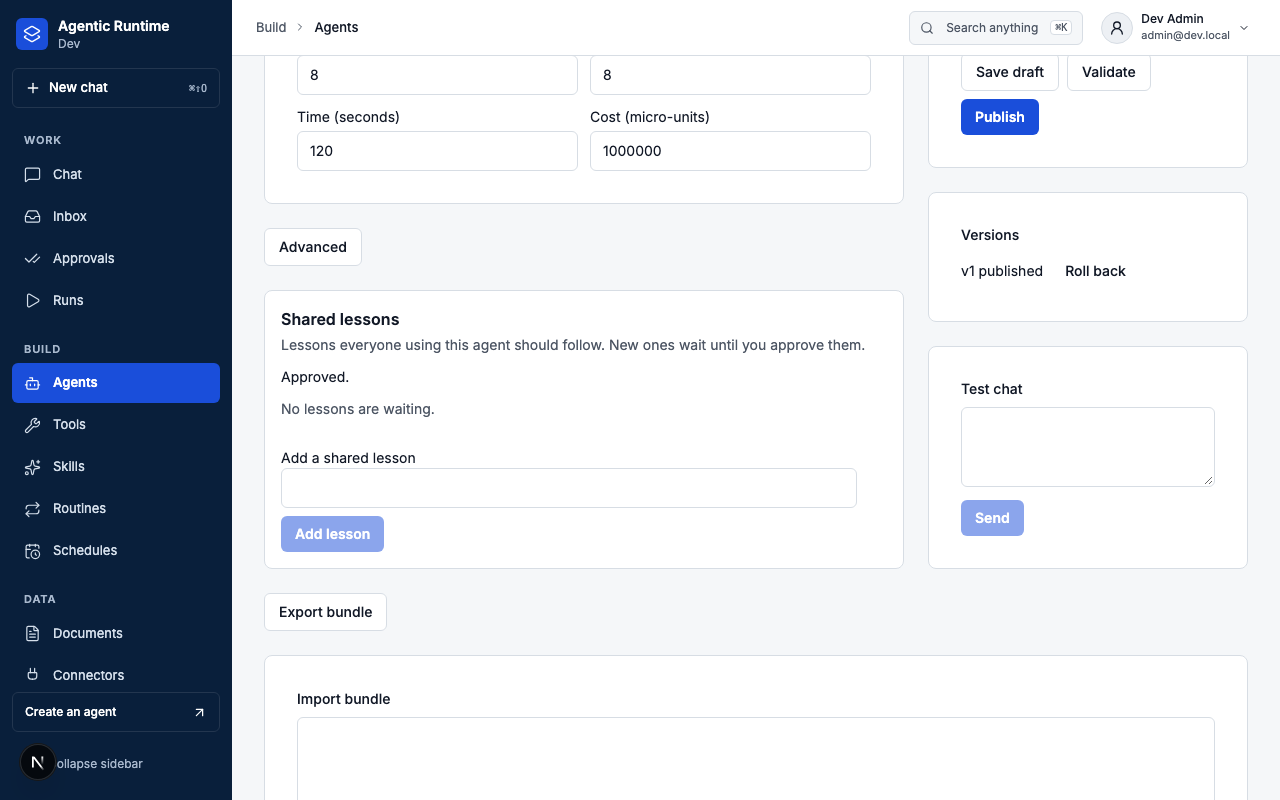 Agentic Runtime
Dev
New chat ⌘⇧O
WORK
Chat
Inbox
Approvals
Runs
BUILD
Agents
Tools
Skills
Routines
Schedules
DATA
Documents
Connectors
Create an agent
N
ollapse sidebar
Build > Agents
Search anything ⌘K
Dev Admin
admin@dev.local
8 8
Time (seconds) Cost (micro-units)
120 1000000
Advanced
Shared lessons
Lessons everyone using this agent should follow. New ones wait until you approve them.
Approved.
No lessons are waiting.
Add a shared lesson
Add lesson
Export bundle
Import bundle
Save draft Validate
Publish
Versions
v1 published Roll back
Test chat
Send